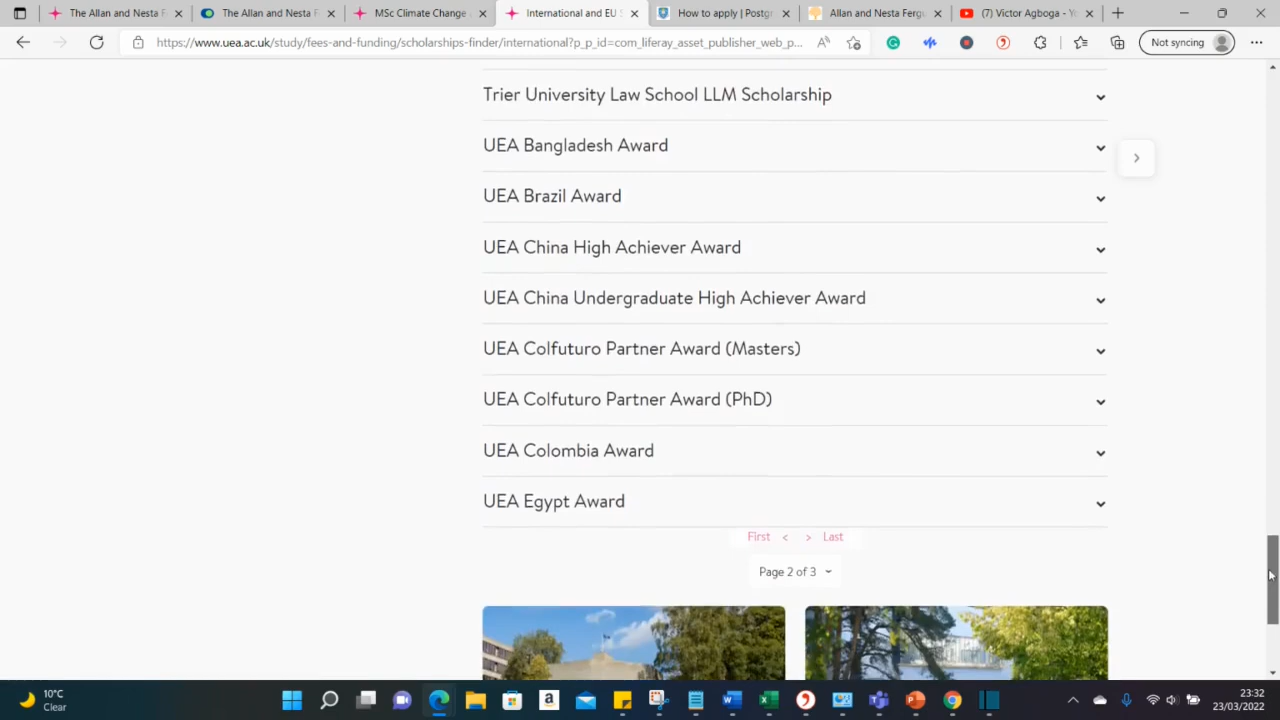 The Allan and Nesta F
The Allan and Nesta F
MSc Climate Change
International and EU S
How to apply | Postgr
Allan and Nesta Fergu
(7) Victor Agboga - Yo
https://www.uea.ac.uk/study/fees-and-funding/scholarships-finder/international?p_p_id=com_liferay_asset_publisher_web_p...
Not syncing
Trier University Law School LLM Scholarship
UEA Bangladesh Award
UEA Brazil Award
UEA China High Achiever Award
UEA China Undergraduate High Achiever Award
UEA Colfuturo Partner Award (Masters)
UEA Colfuturo Partner Award (PhD)
UEA Colombia Award
UEA Egypt Award
First < > Last
Page 2 of 3
10°C
Clear
23:32
23/03/2022